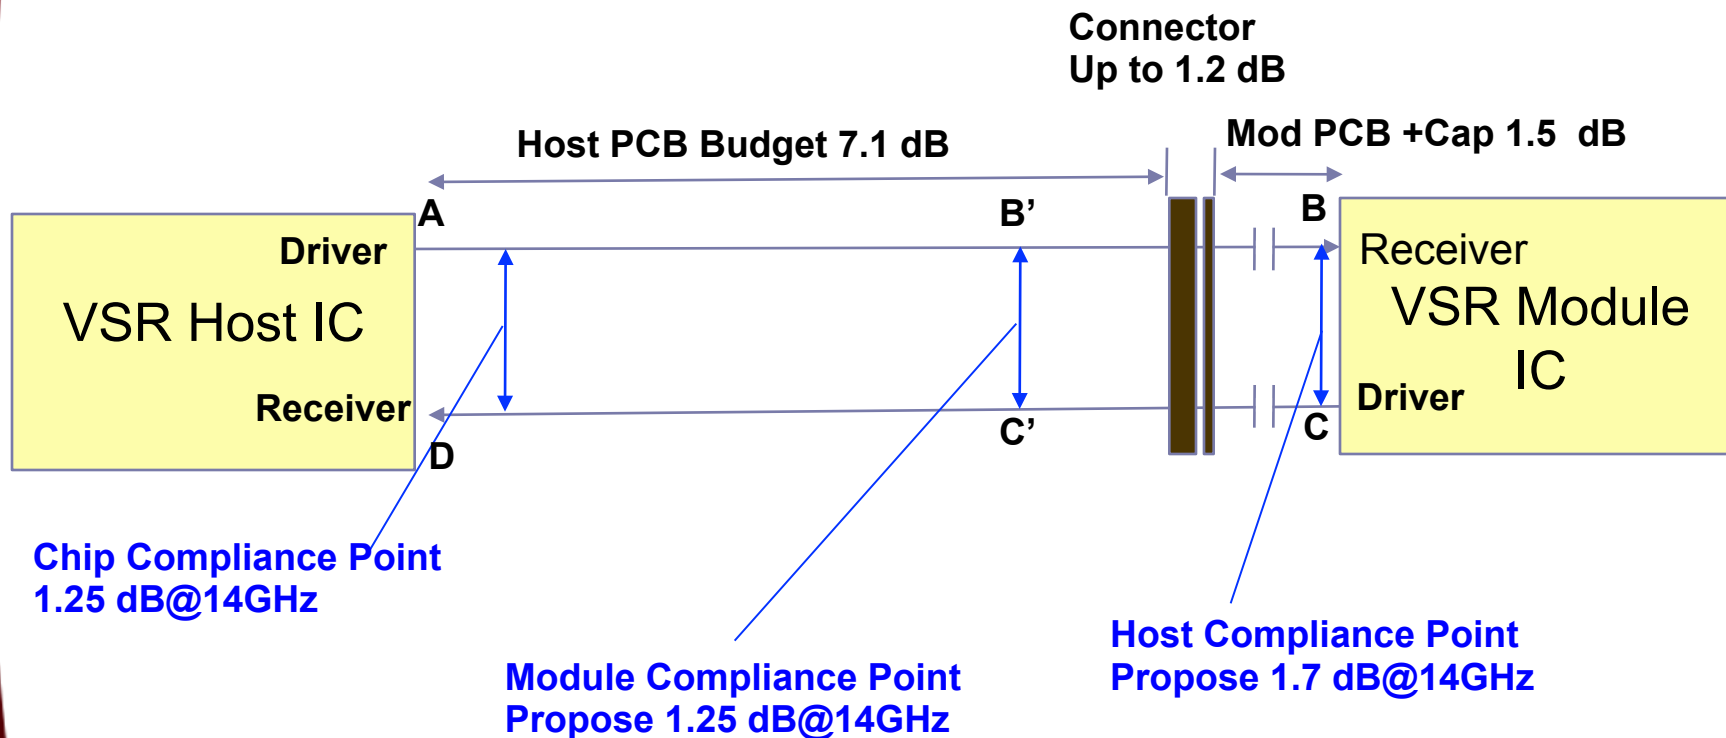 Connector
Up to 1.2 dB
Host PCB Budget 7.1 dB
Mod PCB +Cap 1.5 dB
A
B’
B
Driver
Receiver
VSR Host IC
VSR Module
IC
Receiver
Driver
D
C’
C
Chip Compliance Point
1.25 dB@14GHz
Module Compliance Point
Propose 1.25 dB@14GHz
Host Compliance Point
Propose 1.7 dB@14GHz